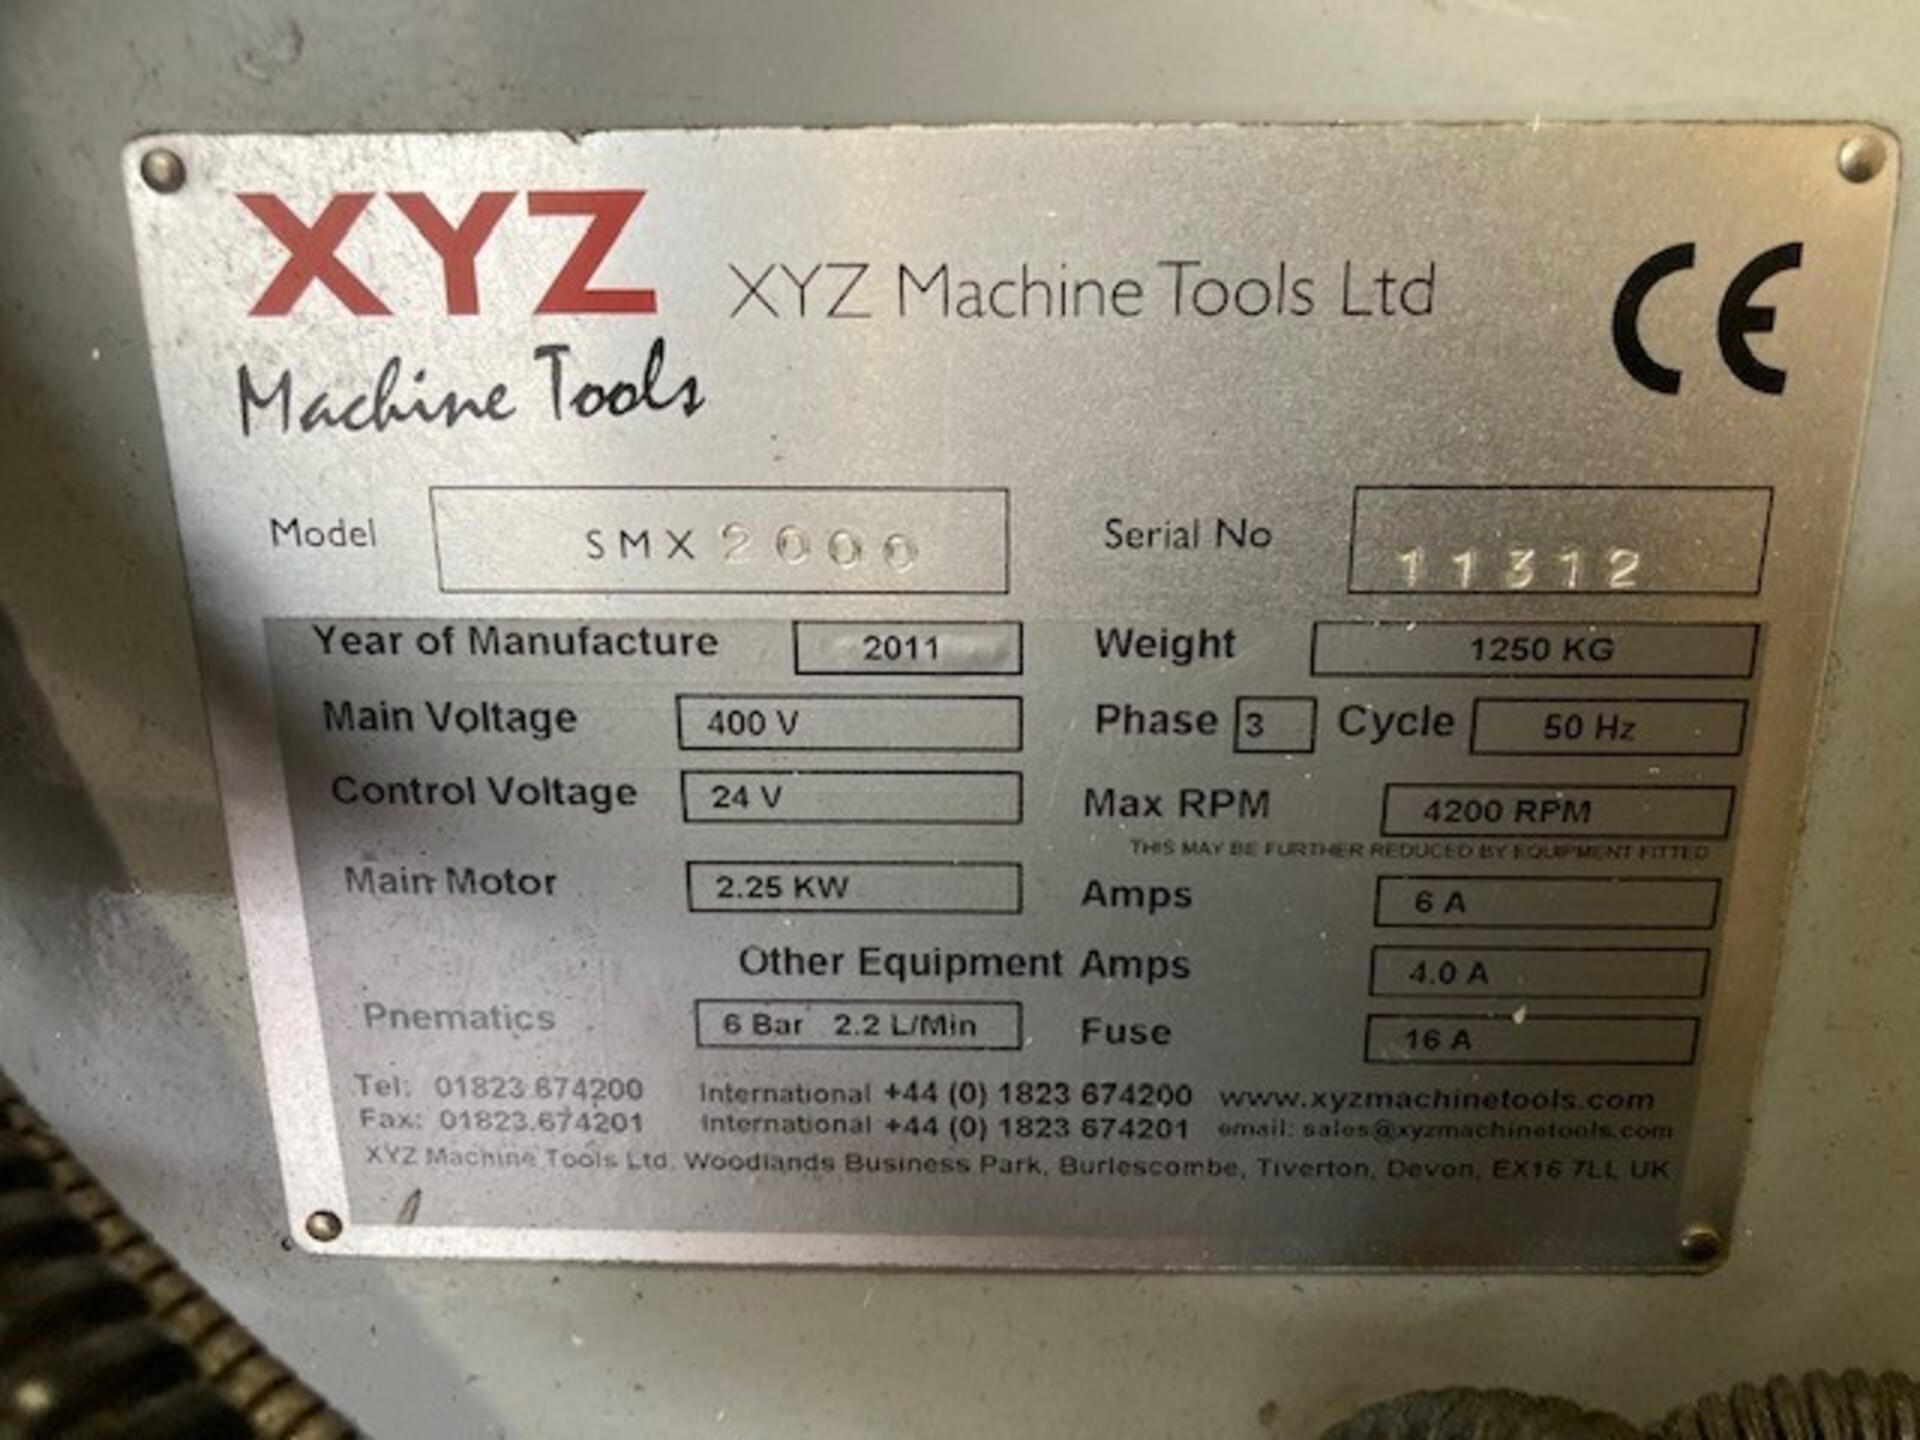 XYZ XYZ Machine Tools Ltd CE
Machine Tools
Model SMX 2000 Serial No 11312
Year of Manufacture 2011 Weight 1250 KG
Main Voltage 400 V Phase 3 Cycle 50 Hz
Control Voltage 24 V Max RPM 4200 RPM
THIS MAY BE FURTHER REDUCED BY EQUIPMENT FITTED
Main Motor 2.25 KW Amps 6 A
Other Equipment Amps 4.0 A
Pnematics 6 Bar 2.2 L/Min Fuse 16 A
Tel: 01823 674200 International +44 (0) 1823 674200 www.xyzmachinetools.com
Fax: 01823.674201 International +44 (0) 1823 674201 email: sales@xyzmachinetools.com
XYZ Machine Tools Ltd. Woodlands Business Park, Burlescombe, Tiverton, Devon, EX16 7LL UK